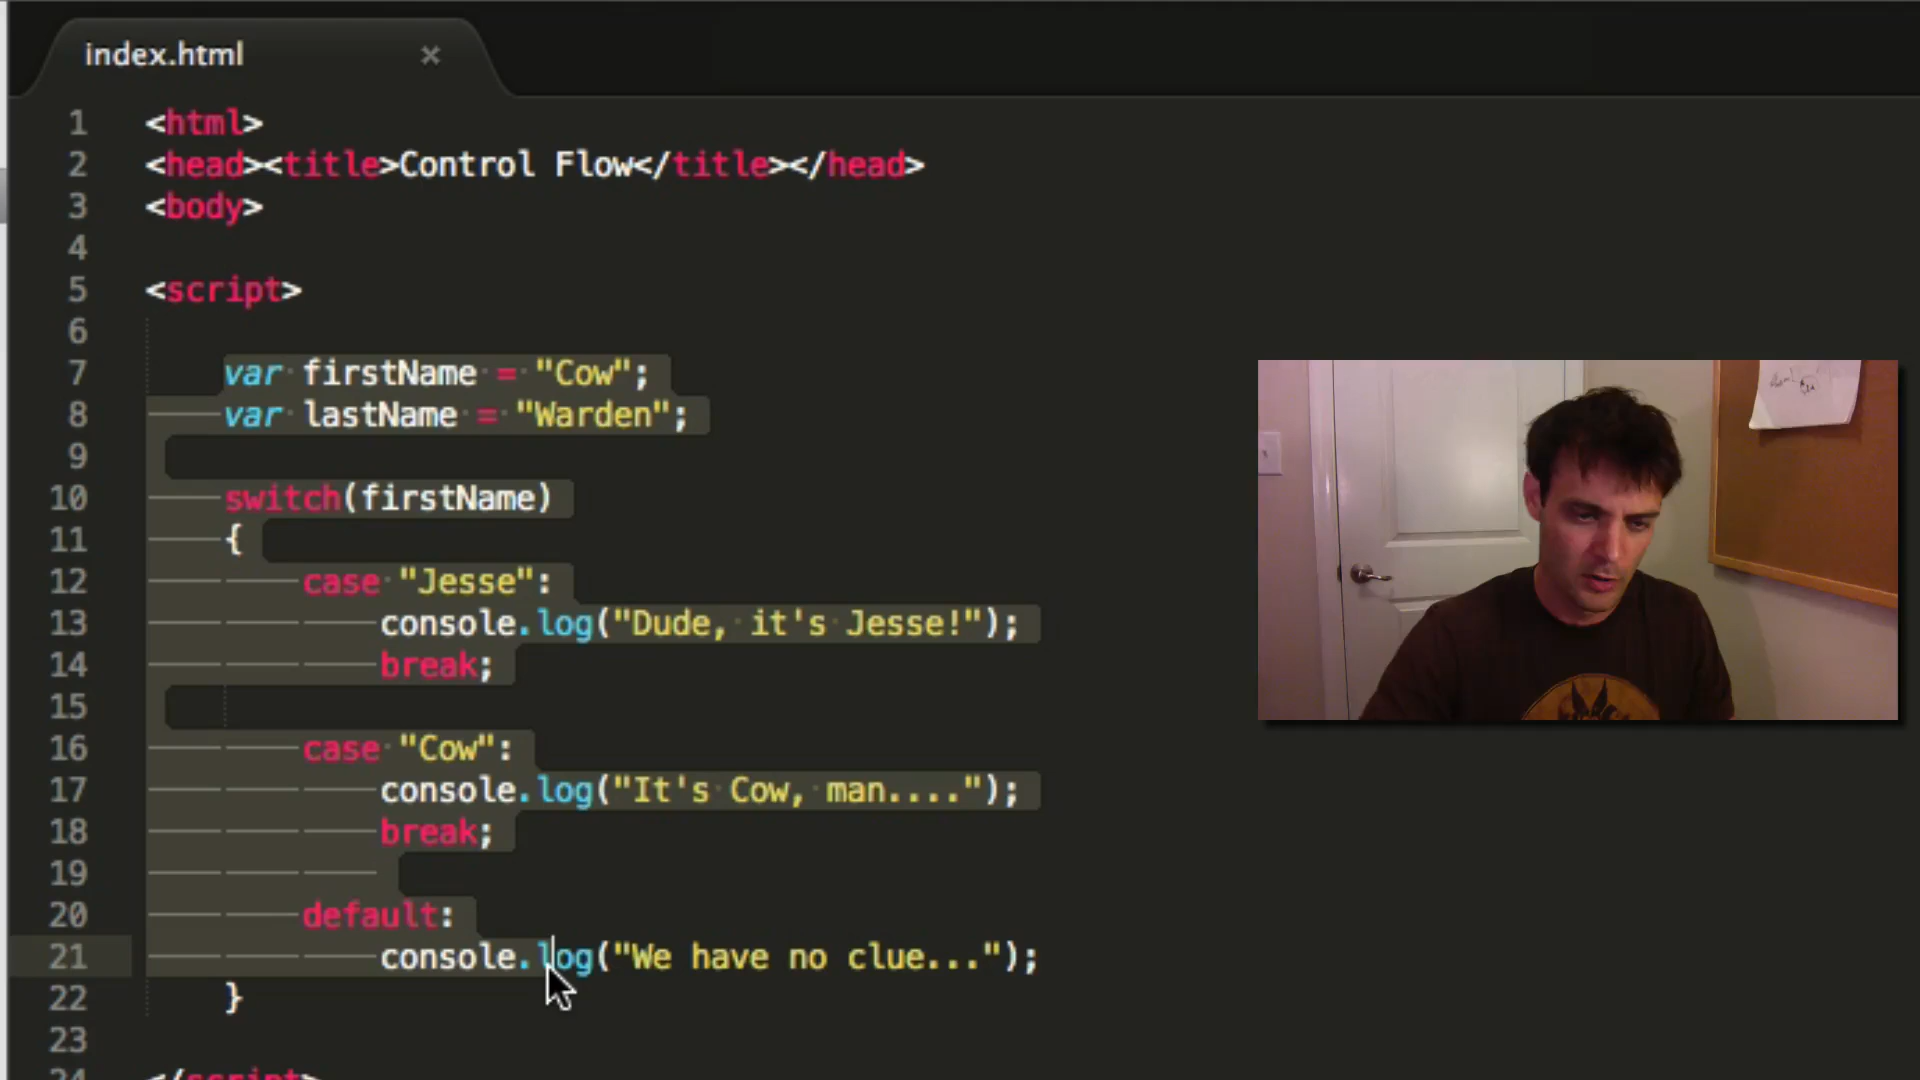 index.html ×
1 <html>
2 <head><title>Control Flow</title></head>
3 <body>
4
5 <script>
6
7 var firstName = "Cow";
8 var lastName = "Warden";
9
10 switch(firstName)
11 {
12 case "Jesse":
13 console.log("Dude, it's Jesse!");
14 break;
15
16 case "Cow":
17 console.log("It's Cow, man....");
18 break;
19
20 default:
21 console.log("We have no clue...");
22 }
23
24 </script>